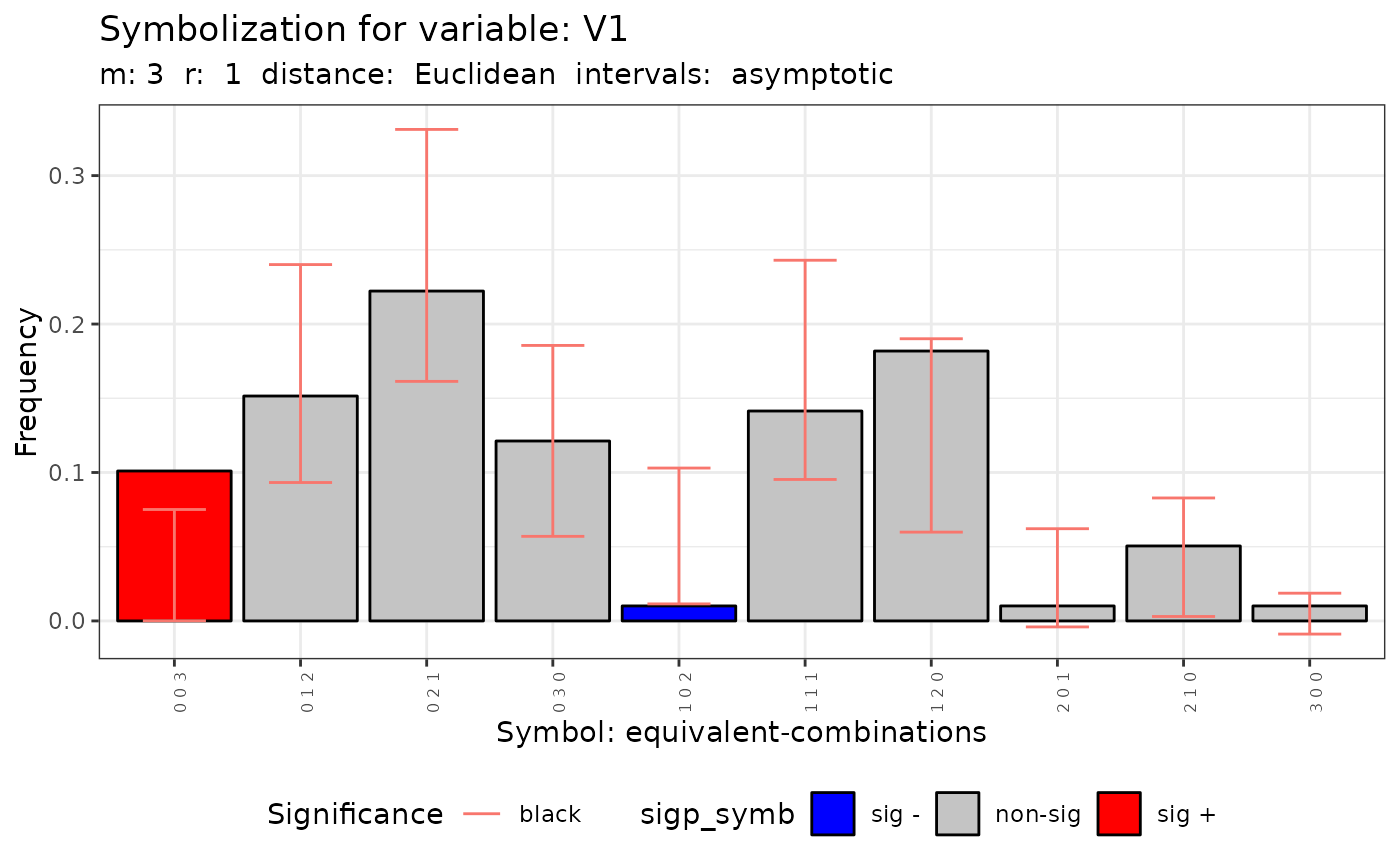 Symbolization for variable: V1
m: 3  r:  1  distance:  Euclidean  intervals:  asymptotic
Frequency
0.3
0.2
0.1
0.0
0 0 3
0 1 2
0 2 1
0 3 0
1 0 2
1 1 1
1 2 0
2 0 1
2 1 0
3 0 0
Symbol: equivalent-combinations
Significance black sigp_symb sig - non-sig sig +